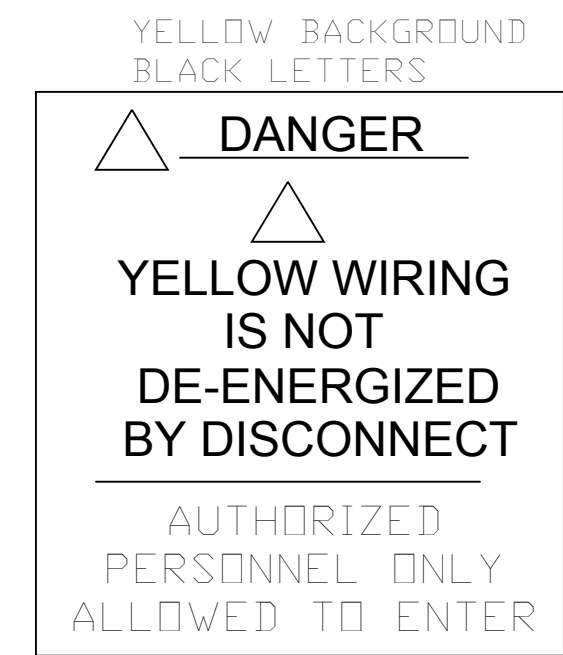 YELLOW BACKGROUND
BLACK LETTERS
DANGER
YELLOW WIRING
IS NOT
DE-ENERGIZED
BY DISCONNECT
AUTHORIZED
PERSONNEL ONLY
ALLOWED TO ENTER